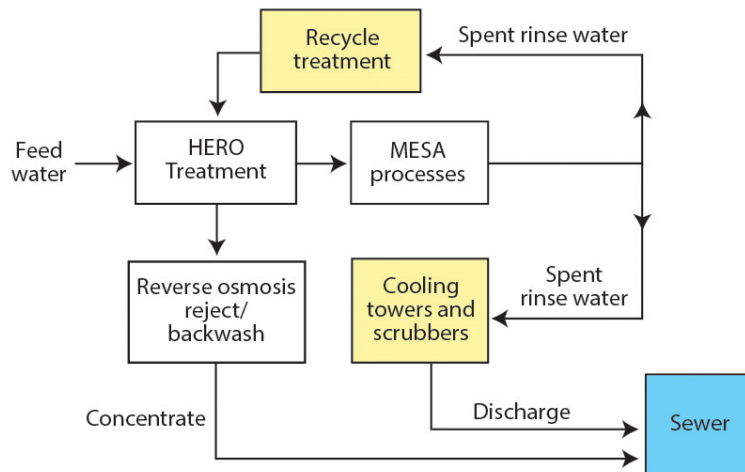 Recycle
treatment
Spent rinse water
Feed
water
HERO
Treatment
MESA
processes
Reverse osmosis
reject/
backwash
Cooling
towers and
scrubbers
Spent
rinse water
Concentrate
Discharge
Sewer